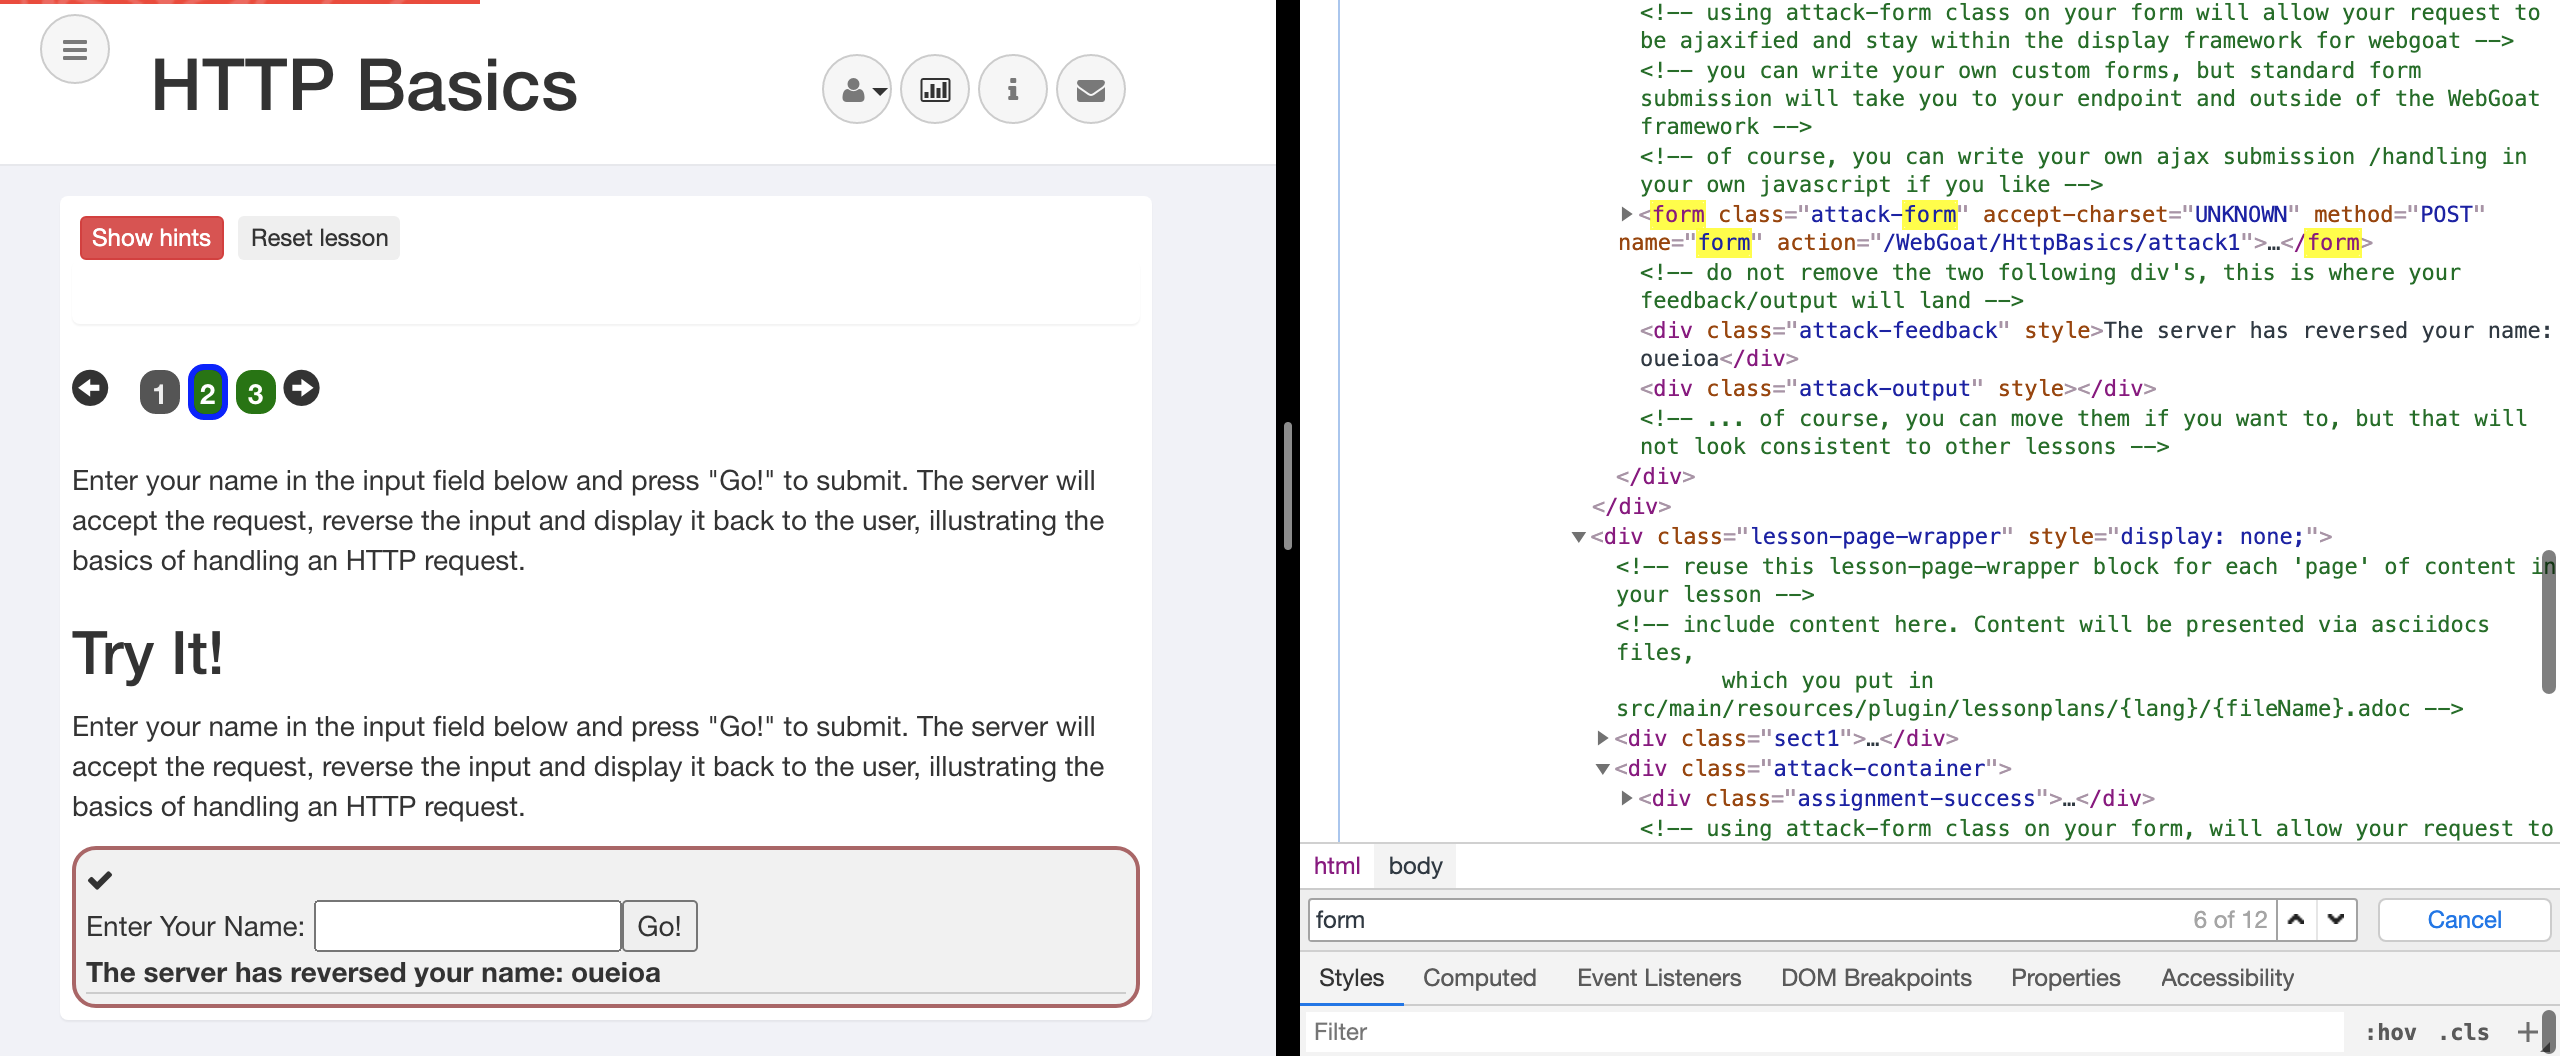 HTTP Basics
Show hints
Reset lesson
1 2 3
Enter your name in the input field below and press "Go!" to submit. The server will
accept the request, reverse the input and display it back to the user, illustrating the
basics of handling an HTTP request.
Try It!
Enter your name in the input field below and press "Go!" to submit. The server will
accept the request, reverse the input and display it back to the user, illustrating the
basics of handling an HTTP request.
Enter Your Name: Go!
The server has reversed your name: oueioa
<!-- using attack-form class on your form will allow your request to
be ajaxified and stay within the display framework for webgoat -->
<!-- you can write your own custom forms, but standard form
submission will take you to your endpoint and outside of the WebGoat
framework -->
<!-- of course, you can write your own ajax submission /handling in
your own javascript if you like -->
<form class="attack-form" accept-charset="UNKNOWN" method="POST"
name="form" action="/WebGoat/HttpBasics/attack1">…</form>
<!-- do not remove the two following div's, this is where your
feedback/output will land -->
<div class="attack-feedback" style>The server has reversed your name:
oueioa</div>
<div class="attack-output" style></div>
<!-- ... of course, you can move them if you want to, but that will
not look consistent to other lessons -->
</div>
</div>
<div class="lesson-page-wrapper" style="display: none;">
<!-- reuse this lesson-page-wrapper block for each 'page' of content in
your lesson -->
<!-- include content here. Content will be presented via asciidocs
files,
which you put in
src/main/resources/plugin/lessonplans/{lang}/{fileName}.adoc -->
<div class="sect1">…</div>
<div class="attack-container">
<div class="assignment-success">…</div>
<!-- using attack-form class on your form, will allow your request to
html body
form 6 of 12 Cancel
Styles Computed Event Listeners DOM Breakpoints Properties Accessibility
Filter :hov .cls +